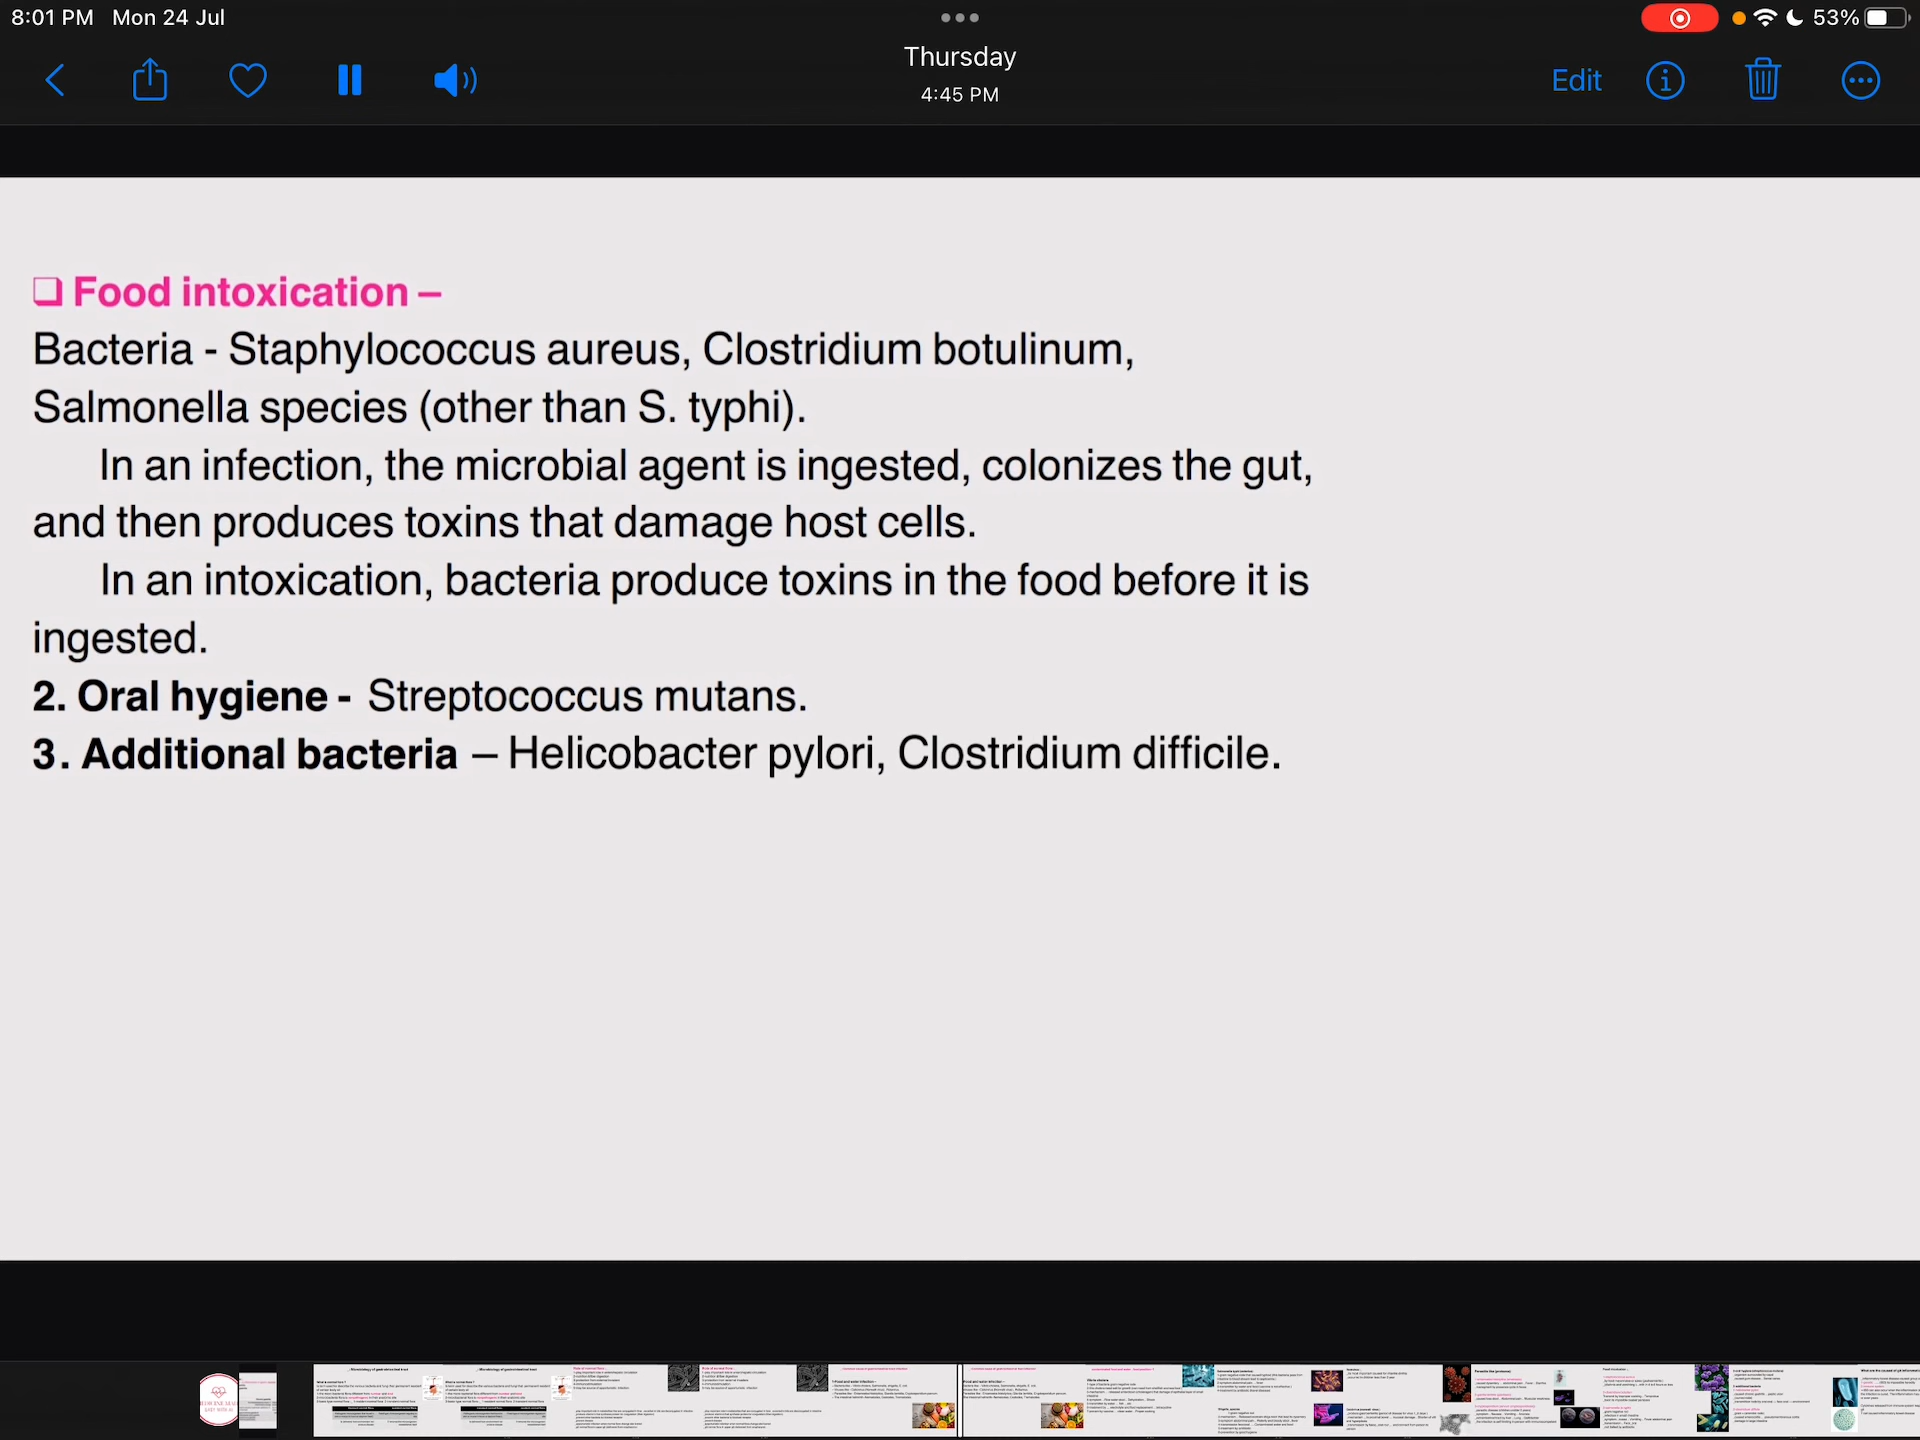 8:01 PM Mon 24 Jul
53%
Thursday
4:45 PM
Edit
❑ Food intoxication –
Bacteria - Staphylococcus aureus, Clostridium botulinum,
Salmonella species (other than S. typhi).
In an infection, the microbial agent is ingested, colonizes the gut,
and then produces toxins that damage host cells.
In an intoxication, bacteria produce toxins in the food before it is
ingested.
2. Oral hygiene - Streptococcus mutans.
3. Additional bacteria – Helicobacter pylori, Clostridium difficile.